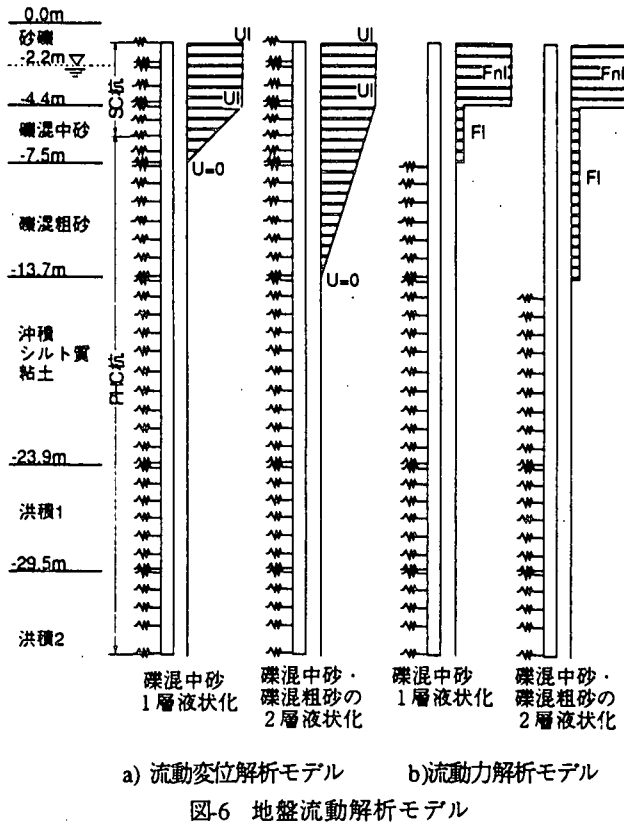 0.0m
砂礫
-2.2m
-4.4m
礫混中砂
-7.5m
礫混粗砂
-13.7m
沖積
シルト質
粘土
-23.9m
洪積1
-29.5m
洪積2
SC杭
PHC杭
Ul
Ul
U=0
Ul
Ul
U=0
Fnl
Fl
Fnl
Fl
礫混中砂
1層液状化
礫混中砂・
礫混粗砂の
2層液状化
礫混中砂
1層液状化
礫混中砂・
礫混粗砂の
2層液状化
a) 流動変位解析モデル
b)流動力解析モデル
図-6 地盤流動解析モデル